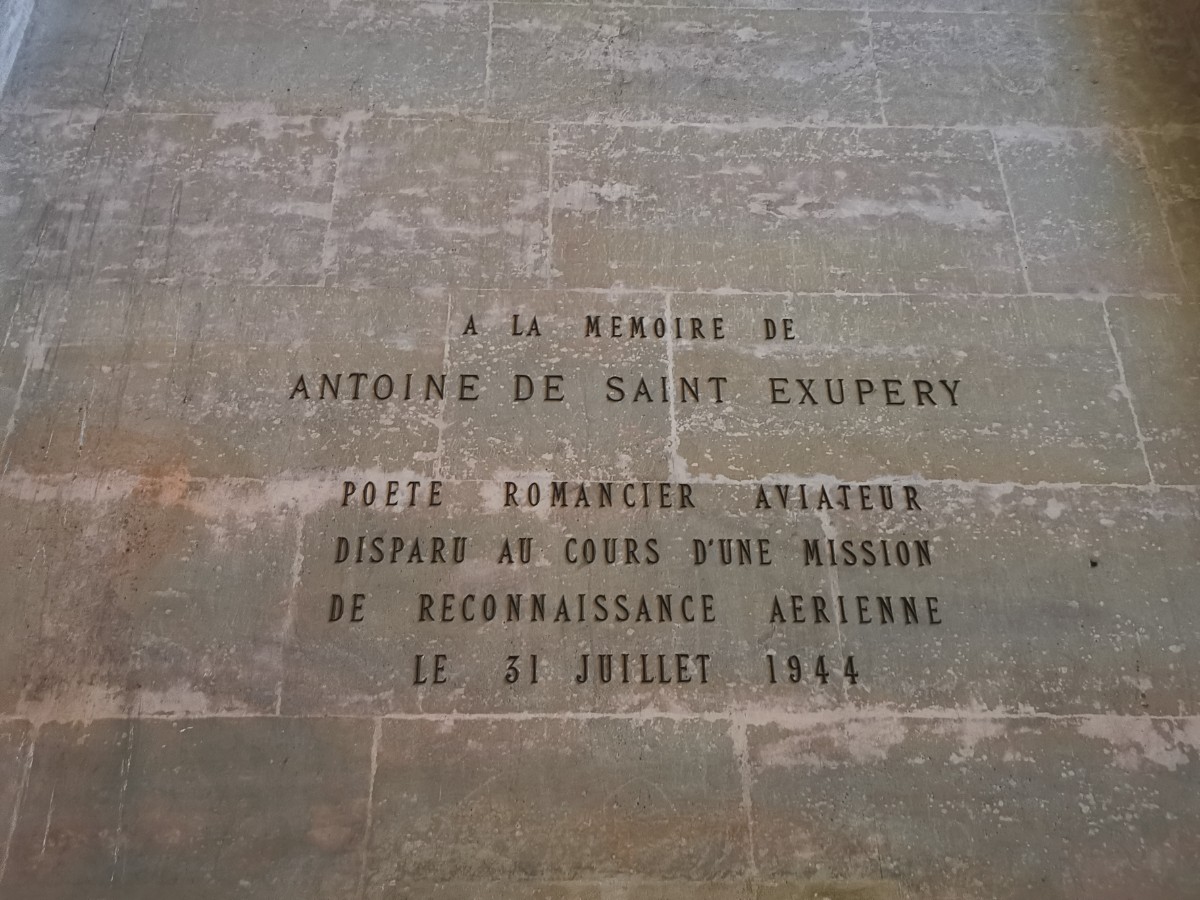 A LA MEMOIRE DE
ANTOINE DE SAINT EXUPERY
POETE ROMANCIER AVIATEUR
DISPARU AU COURS D'UNE MISSION
DE RECONNAISSANCE AERIENNE
LE 31 JUILLET 1944